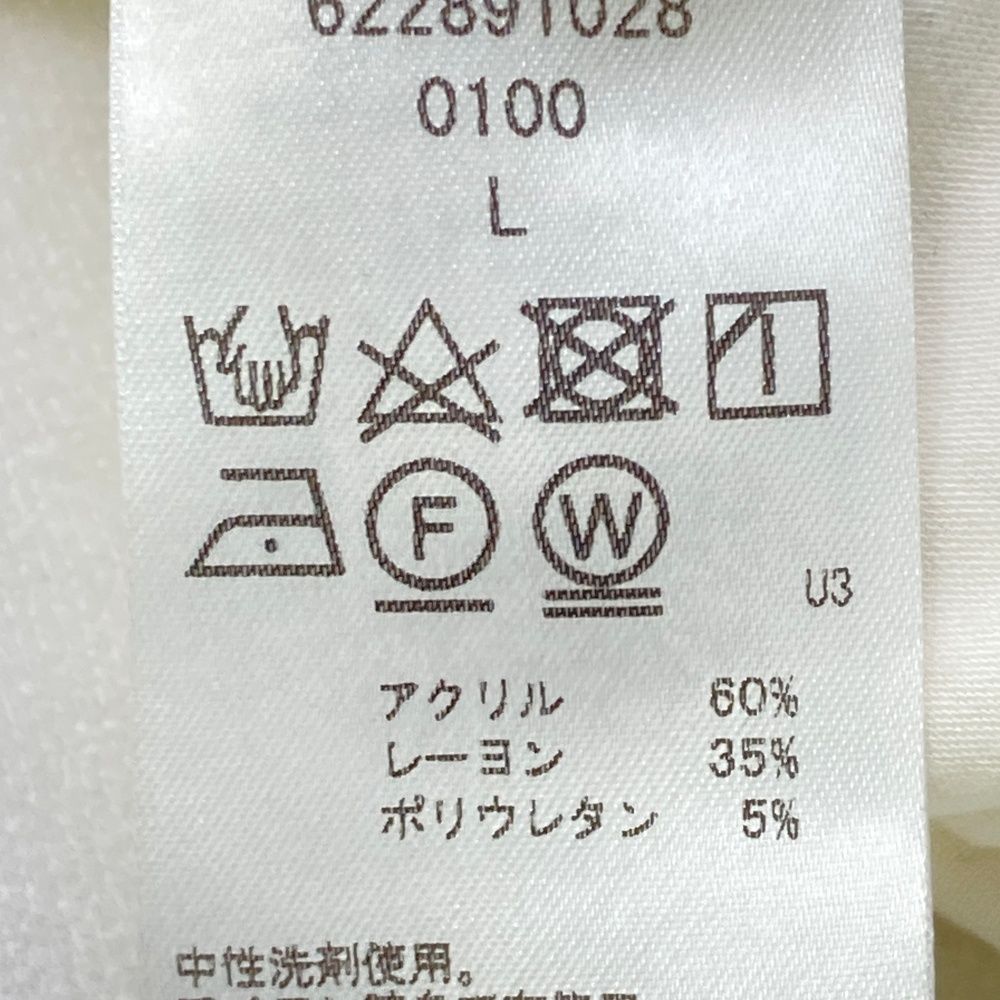 622891028
0100
L
F W
U3
アクリル 60%
レーヨン 35%
ポリウレタン 5%
中性洗剤使用。